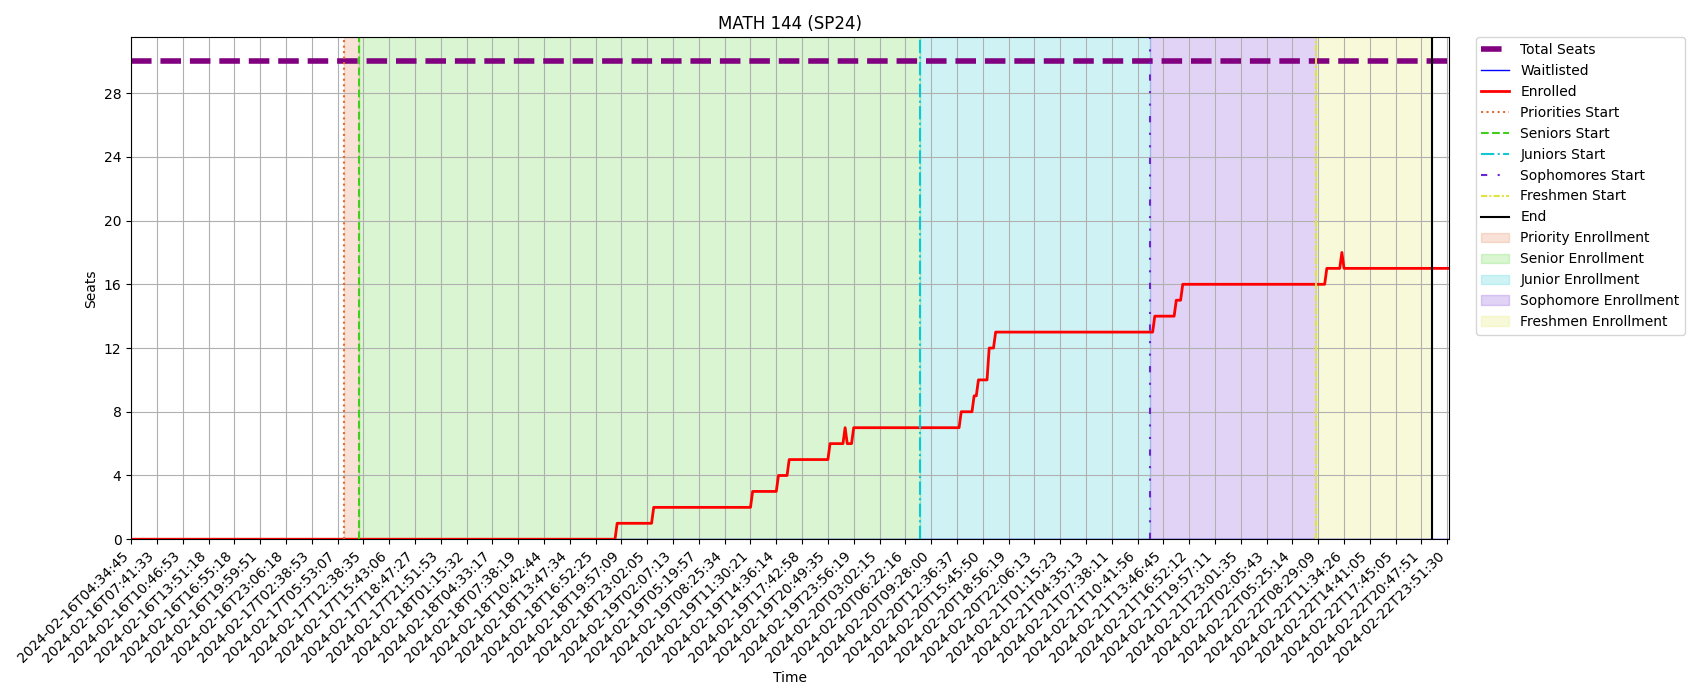 MATH 144 (SP24)
Seats
28
24
20
16
12
8
4
0
2024-02-16T04:34:45
2024-02-16T07:41:33
2024-02-16T10:46:53
2024-02-16T13:51:18
2024-02-16T16:55:18
2024-02-16T19:59:51
2024-02-16T23:06:18
2024-02-17T02:38:53
2024-02-17T05:53:07
2024-02-17T12:38:35
2024-02-17T15:43:06
2024-02-17T18:47:27
2024-02-17T21:51:53
2024-02-18T01:15:32
2024-02-18T04:33:17
2024-02-18T07:38:19
2024-02-18T10:42:44
2024-02-18T13:47:34
2024-02-18T16:52:25
2024-02-18T19:57:09
2024-02-18T23:02:05
2024-02-19T02:07:13
2024-02-19T05:19:57
2024-02-19T08:25:34
2024-02-19T11:30:21
2024-02-19T14:36:14
2024-02-19T17:42:58
2024-02-19T20:49:35
2024-02-19T23:56:19
2024-02-20T03:02:15
2024-02-20T06:22:16
2024-02-20T09:28:00
2024-02-20T12:36:37
2024-02-20T15:45:50
2024-02-20T18:56:19
2024-02-20T22:06:13
2024-02-21T01:15:23
2024-02-21T04:35:13
2024-02-21T07:38:11
2024-02-21T10:41:56
2024-02-21T13:46:45
2024-02-21T16:52:12
2024-02-21T19:57:11
2024-02-21T23:01:35
2024-02-22T02:05:43
2024-02-22T05:25:14
2024-02-22T08:29:09
2024-02-22T11:34:26
2024-02-22T14:41:05
2024-02-22T17:45:05
2024-02-22T20:47:51
2024-02-22T23:51:30
Time
Total Seats
Waitlisted
Enrolled
Priorities Start
Seniors Start
Juniors Start
Sophomores Start
Freshmen Start
End
Priority Enrollment
Senior Enrollment
Junior Enrollment
Sophomore Enrollment
Freshmen Enrollment